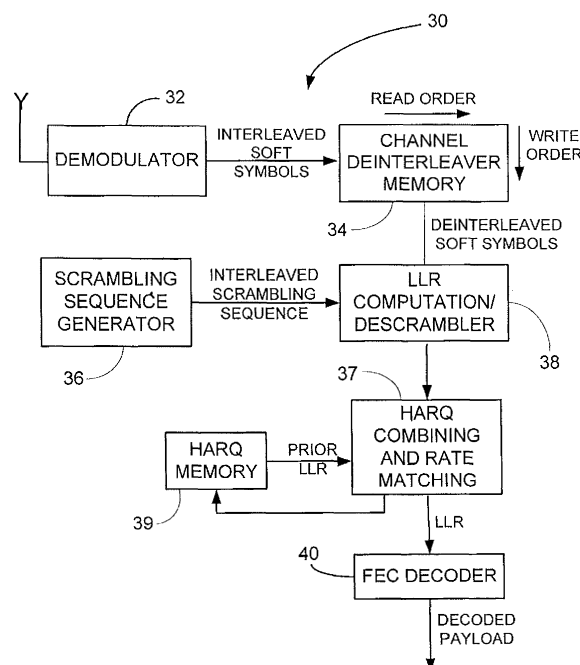 30
32
READ ORDER
DEMODULATOR
INTERLEAVED
SOFT
SYMBOLS
CHANNEL
DEINTERLEAVER
MEMORY
WRITE
ORDER
34
DEINTERLEAVED
SOFT SYMBOLS
SCRAMBLING
SEQUENCE
GENERATOR
INTERLEAVED
SCRAMBLING
SEQUENCE
LLR
COMPUTATION/
DESCRAMBLER
36
38
37
HARQ
COMBINING
AND RATE
MATCHING
HARQ
MEMORY
PRIOR
LLR
39
LLR
40
FEC DECODER
DECODED
PAYLOAD